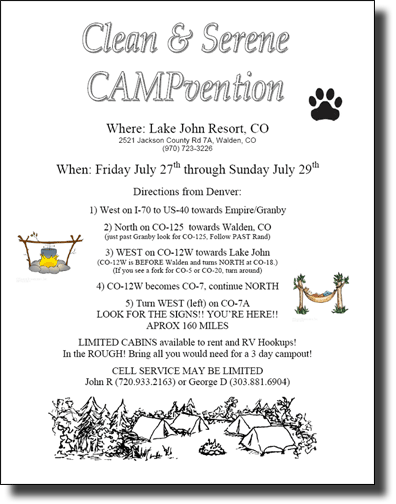 Clean & Serene
CAMPvention
Where: Lake John Resort, CO
2521 Jackson County Rd 7A, Walden, CO
(970) 723-3226
When: Friday July 27th through Sunday July 29th
Directions from Denver:
1) West on I-70 to US-40 towards Empire/Granby
2) North on CO-125 towards Walden, CO
(just past Granby look for CO-125, Follow PAST Rand)
3) WEST on CO-12W towards Lake John
(CO-12W is BEFORE Walden and turns NORTH at CO-18.)
(If you see a fork for CO-5 or CO-20, turn around)
4) CO-12W becomes CO-7, continue NORTH
5) Turn WEST (left) on CO-7A
LOOK FOR THE SIGNS!! YOU'RE HERE!!
APROX 160 MILES
LIMITED CABINS available to rent and RV Hookups!
In the ROUGH! Bring all you would need for a 3 day campout!
CELL SERVICE MAY BE LIMITED
John R (720.933.2163) or George D (303.881.6904)